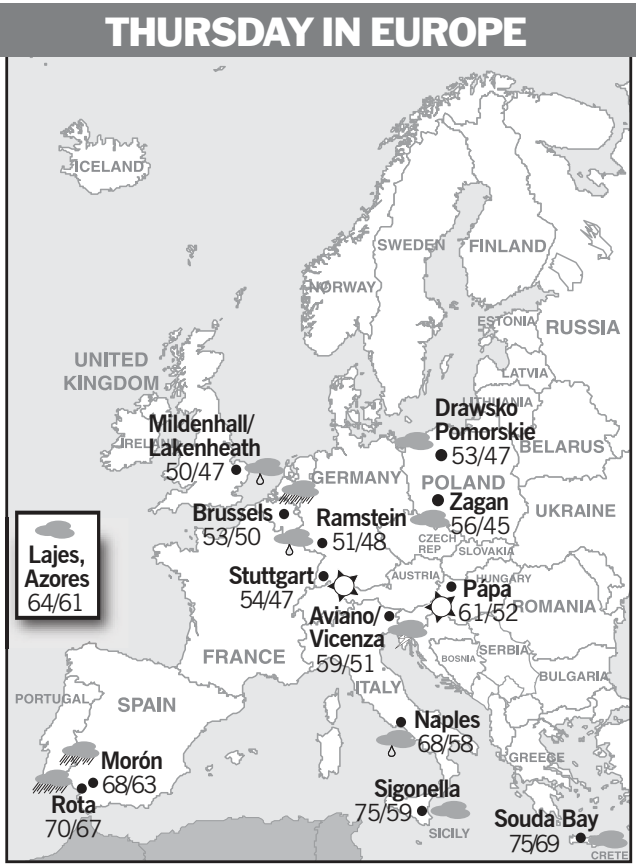 THURSDAY IN EUROPE
ICELAND
SWEDEN
FINLAND
NORWAY
ESTONIA
RUSSIA
LATVIA
LITHUANIA
UNITED
KINGDOM
IRELAND
Mildenhall/
Lakenheath
50/47
Drawsko
Pomorskie
53/47
BELARUS
GERMANY
POLAND
Zagan
56/45
UKRAINE
Brussels
53/50
Ramstein
51/48
CZECH
REP
SLOVAKIA
Lajes,
Azores
64/61
Stuttgart
54/47
AUSTRIA
HUNGARY
Pápa
61/52
ROMANIA
Aviano/
Vicenza
59/51
FRANCE
BOSNIA
SERBIA
BULGARIA
ITALY
PORTUGAL
SPAIN
Naples
68/58
GREECE
Morón
68/63
Rota
70/67
Sigonella
75/59
SICILY
Souda Bay
75/69
CRETE